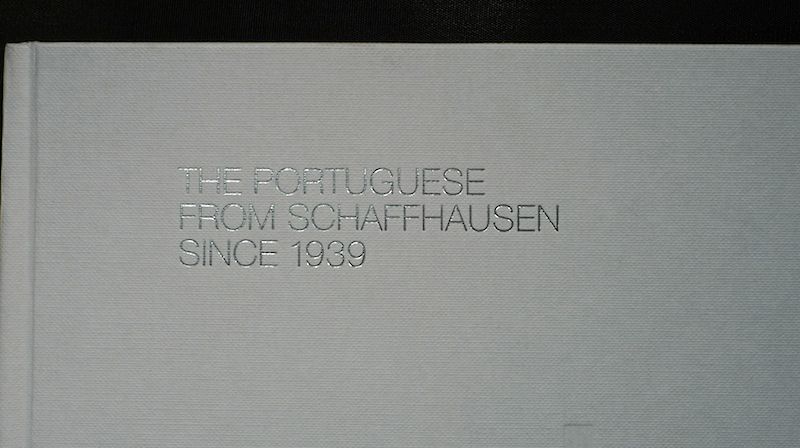 THE PORTUGUESE
FROM SCHAFFHAUSEN
SINCE 1939